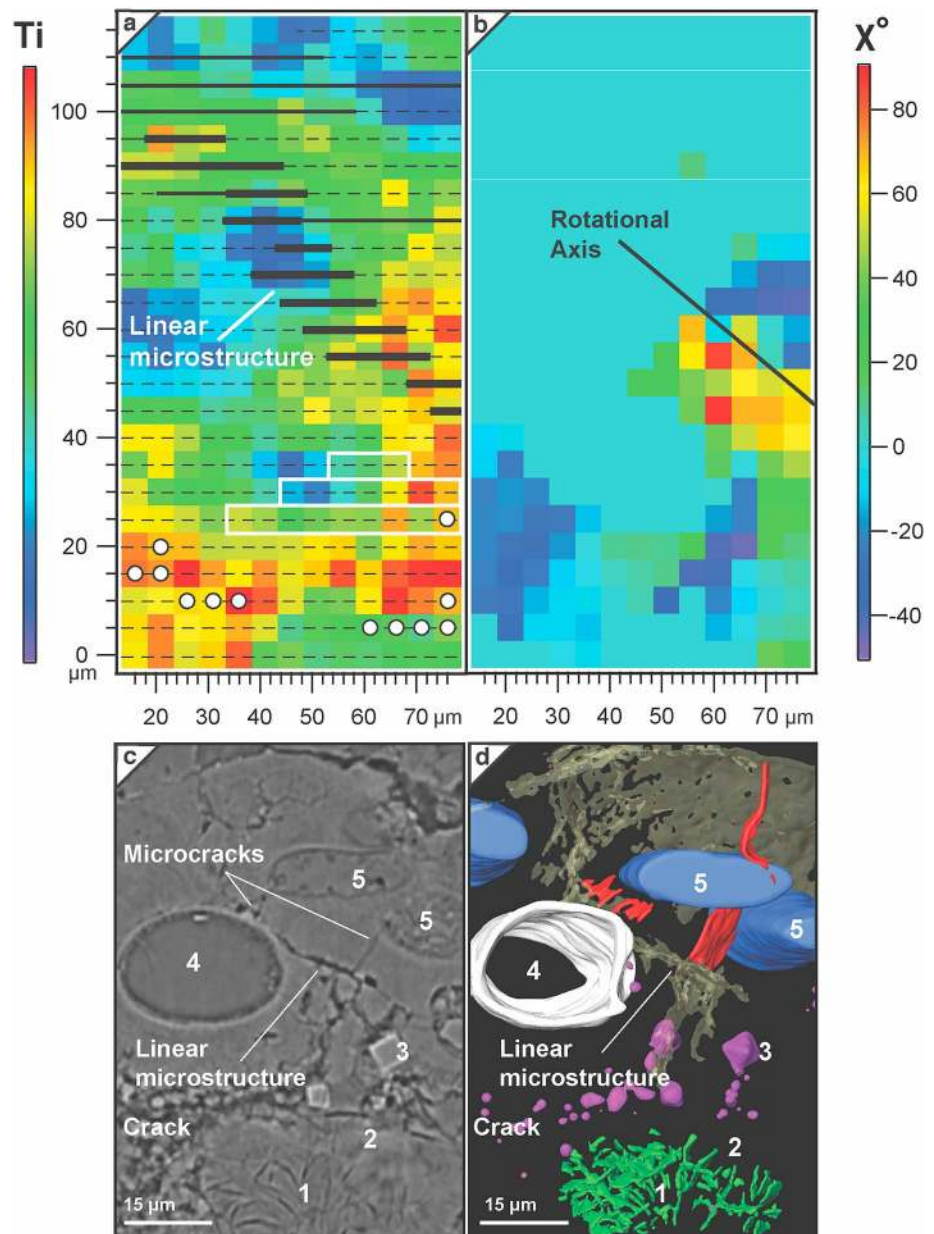 Ti
a
b
χ°
100
80
60
40
20
0
μm
Linear
microstructure
Rotational
Axis
80
60
40
20
0
-20
-40
20 30 40 50 60 70 μm
20 30 40 50 60 70 μm
c
Microcracks
5
5
4
Linear
microstructure
3
Crack
2
1
15 μm
d
5
5
4
Linear
microstructure
3
Crack
2
1
15 μm